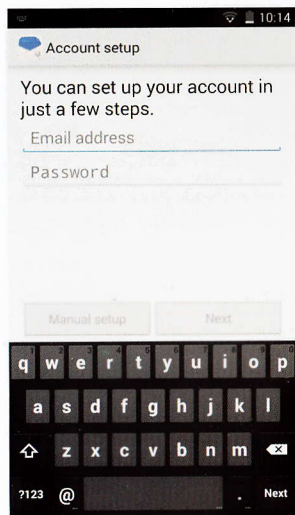 10:14
Account setup
You can set up your account in
just a few steps.
Email address
Password
Manual setup Next
q w e r t y u i o p
a s d f g h j k l
z x c v b n m
?123 @ . Next